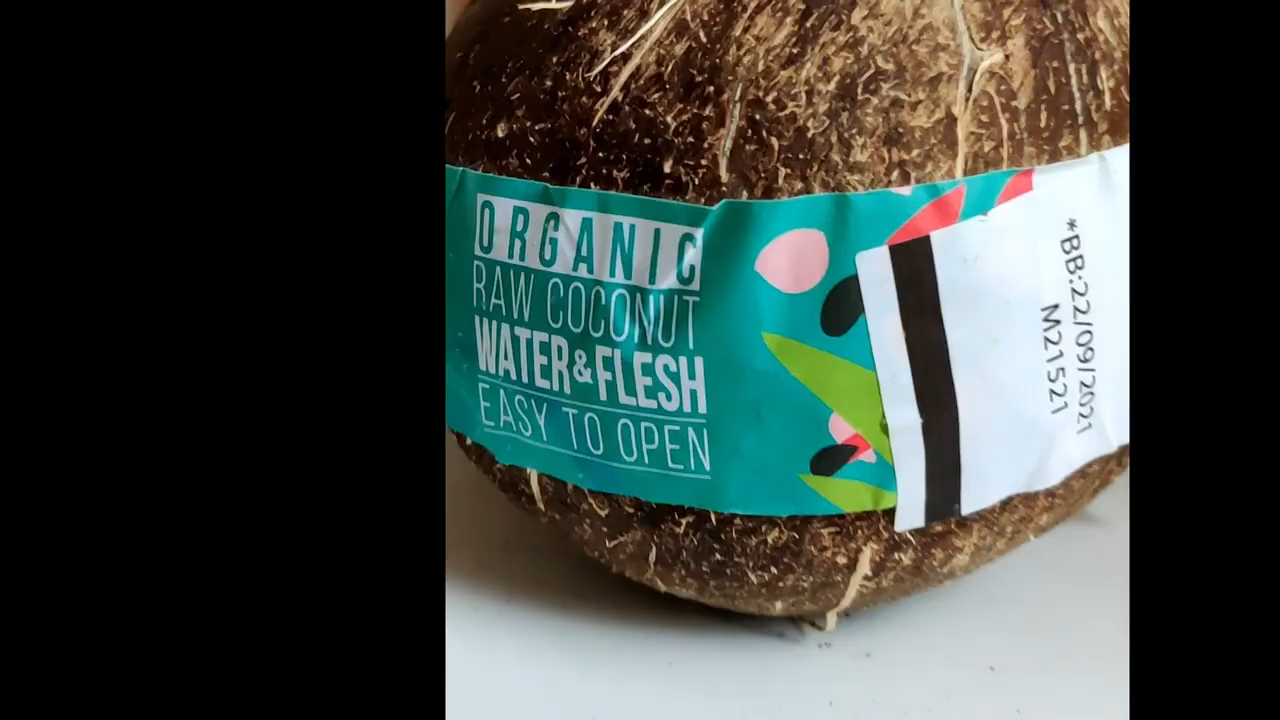 ORGANIC
RAW COCONUT
WATER&FLESH
EASY TO OPEN
*BB:22/09/2021
M21521